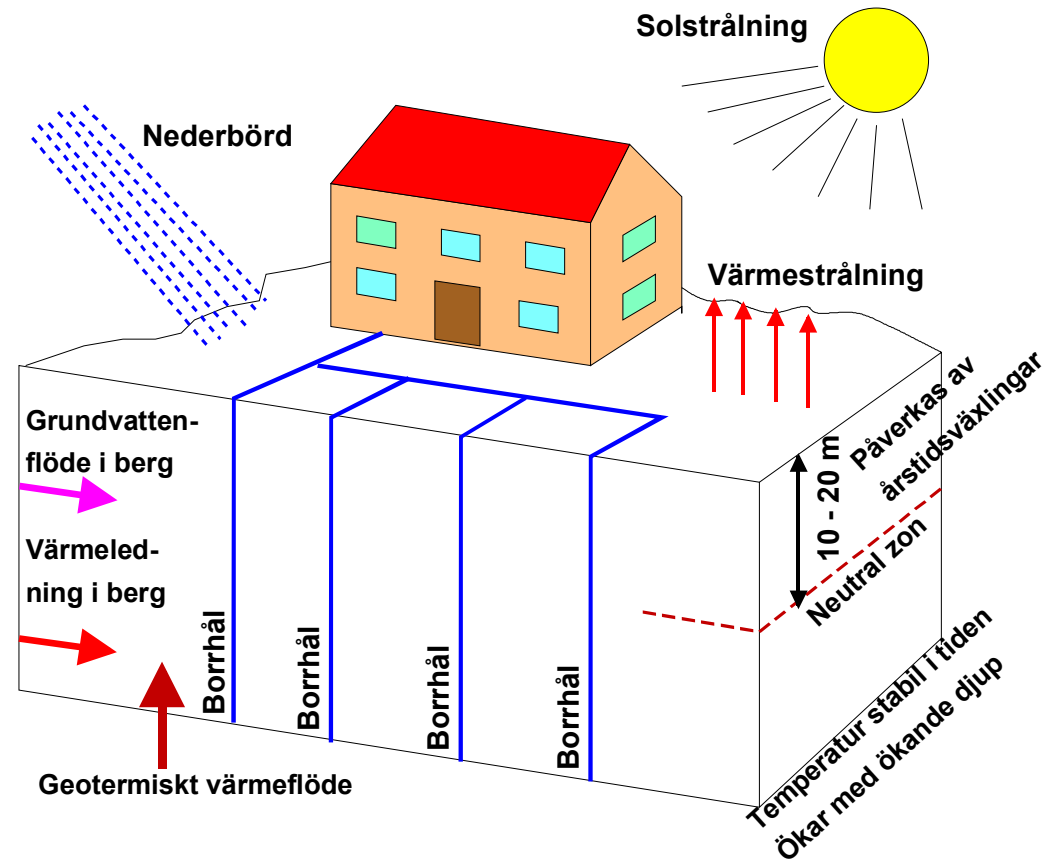 Solstrålning
Nederbörd
Värmestrålning
Grundvatten-
flöde i berg
Värmeled-
ning i berg
Borrhål
Borrhål
Borrhål
Borrhål
10 - 20 m
Påverkas av
årstidsväxlingar
Neutral zon
Temperatur stabil i tiden
Ökar med ökande djup
Geotermiskt värmeflöde